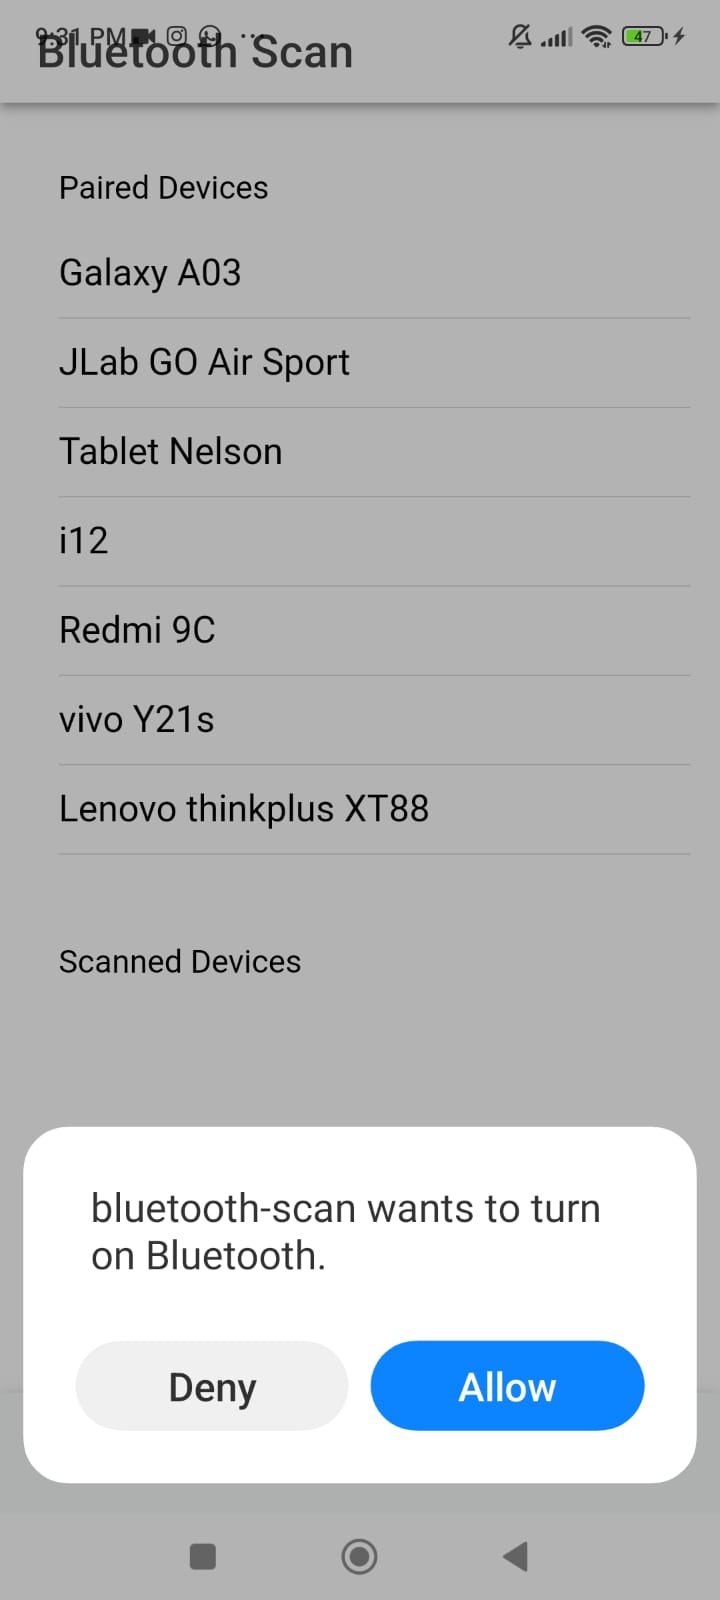 9:31 PM 47
Bluetooth Scan
Paired Devices
Galaxy A03
JLab GO Air Sport
Tablet Nelson
i12
Redmi 9C
vivo Y21s
Lenovo thinkplus XT88
Scanned Devices
bluetooth-scan wants to turn
on Bluetooth.
Deny Allow